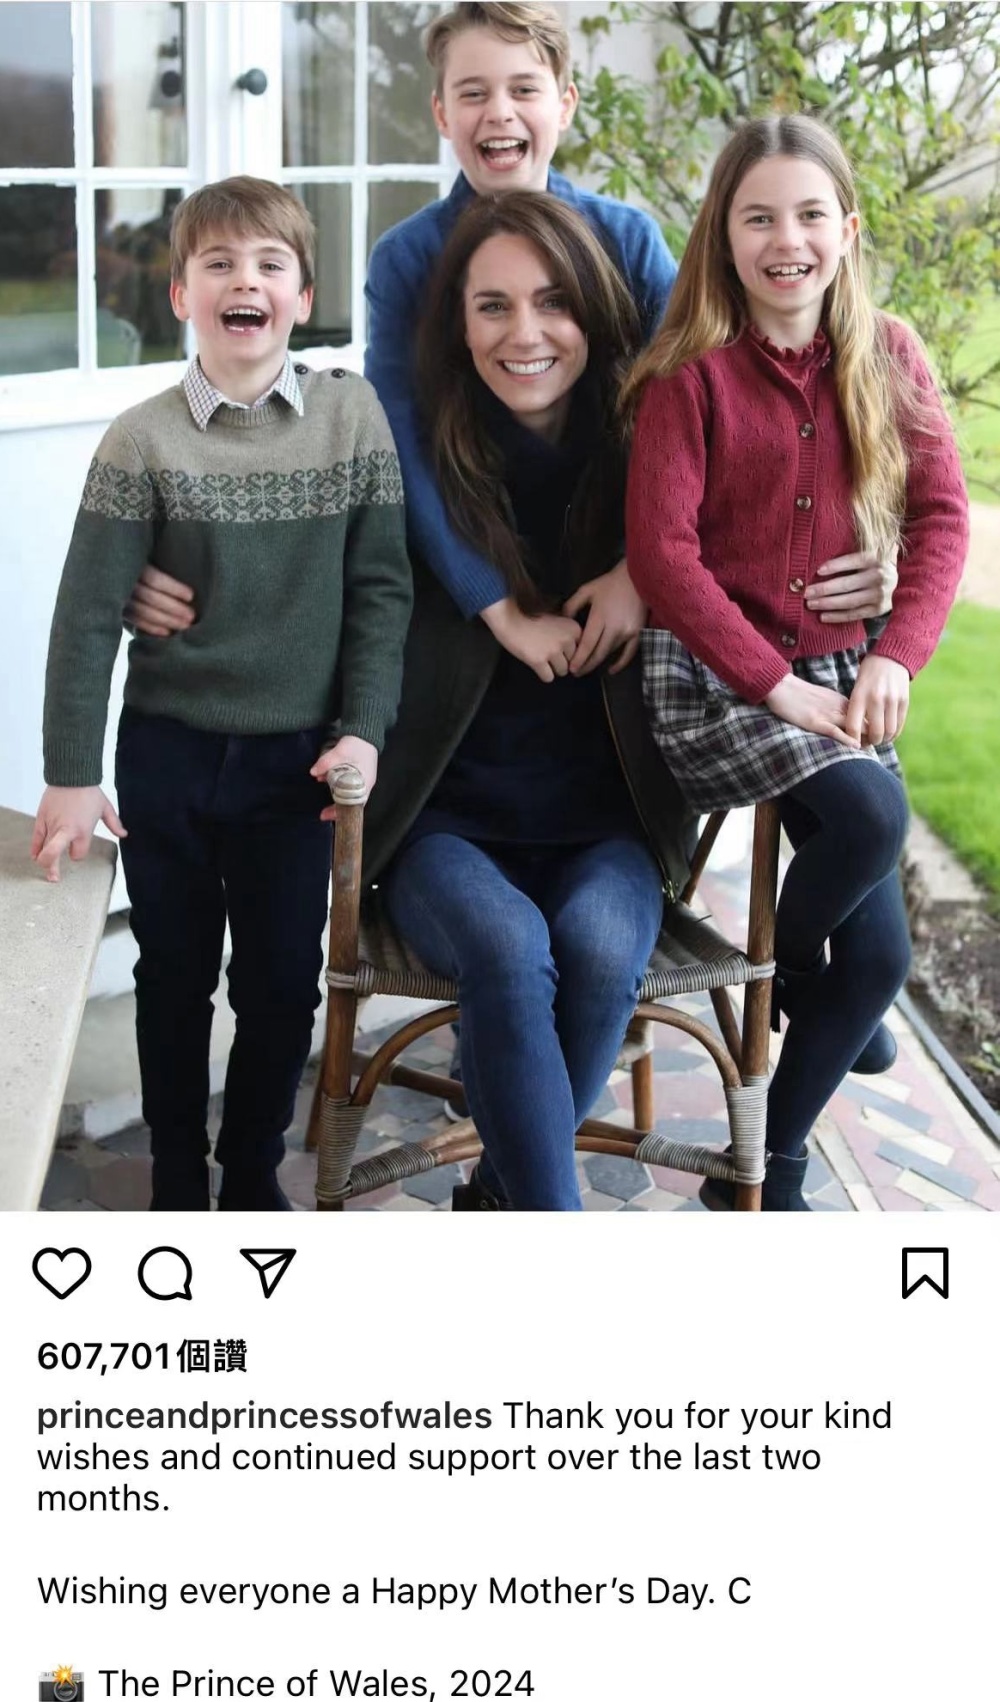 607,701個讚
princeandprincessofwales Thank you for your kind
wishes and continued support over the last two
months.
Wishing everyone a Happy Mother’s Day. C
📸 The Prince of Wales, 2024